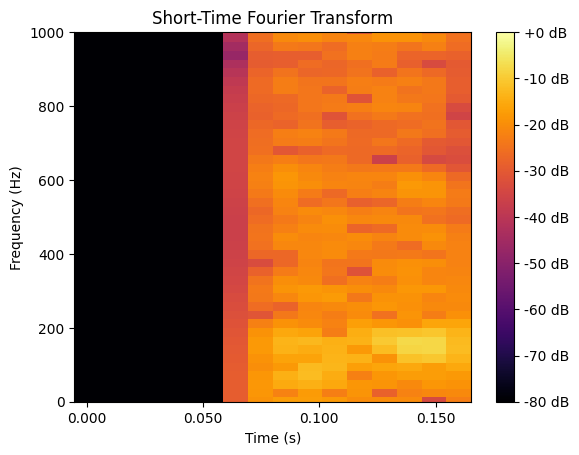 Short-Time Fourier Transform
1000
800
600
400
200
0
Frequency (Hz)
0.000
0.050
0.100
0.150
Time (s)
+0 dB
-10 dB
-20 dB
-30 dB
-40 dB
-50 dB
-60 dB
-70 dB
-80 dB